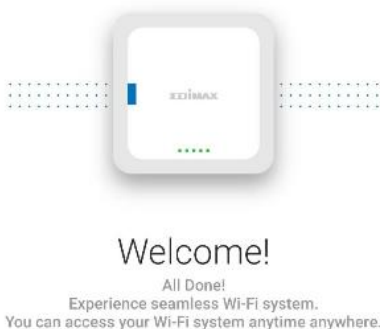 EDIMAX
Welcome!
All Done!
Experience seamless Wi-Fi system.
You can access your Wi-Fi system anytime anywhere.